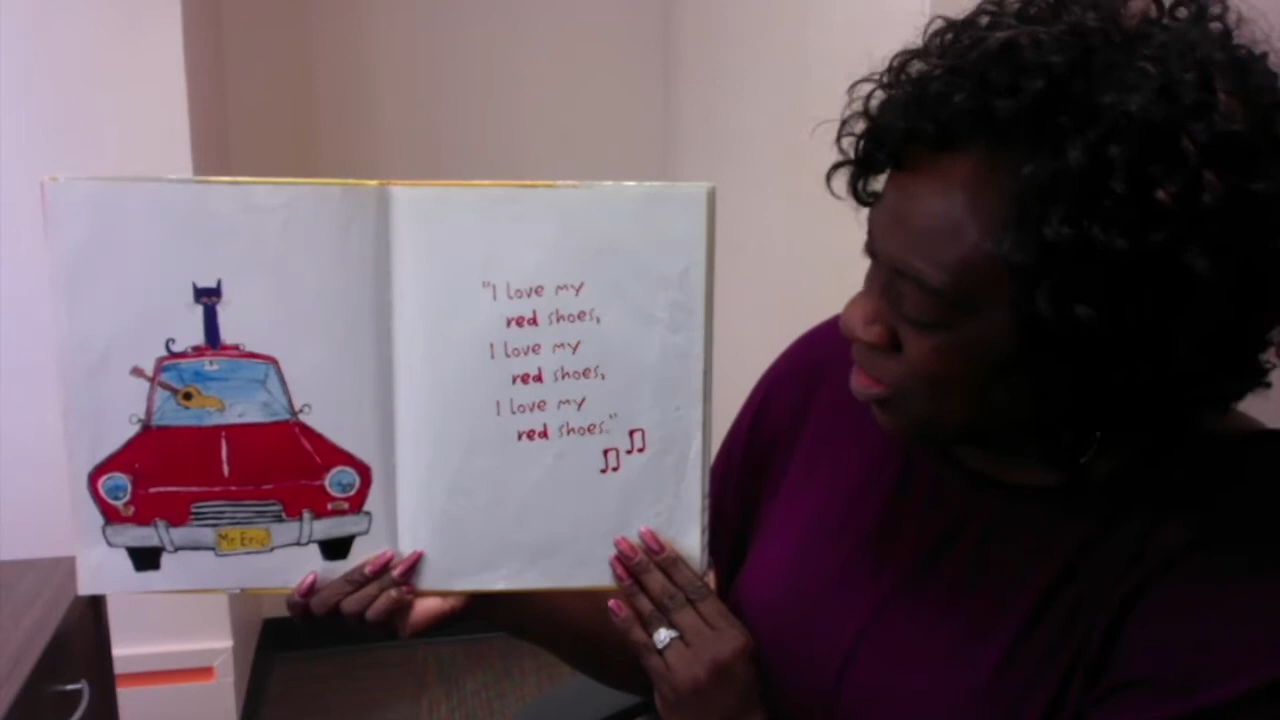 "I love my
red shoes,
I love my
red shoes,
I love my
red shoes."
Mr. Eric